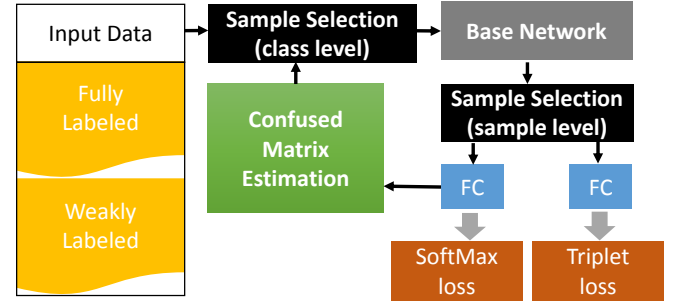 Input Data
Fully
Labeled
Weakly
Labeled
Sample Selection
(class level)
Base Network
Confused
Matrix
Estimation
Sample Selection
(sample level)
FC
FC
SoftMax
loss
Triplet
loss